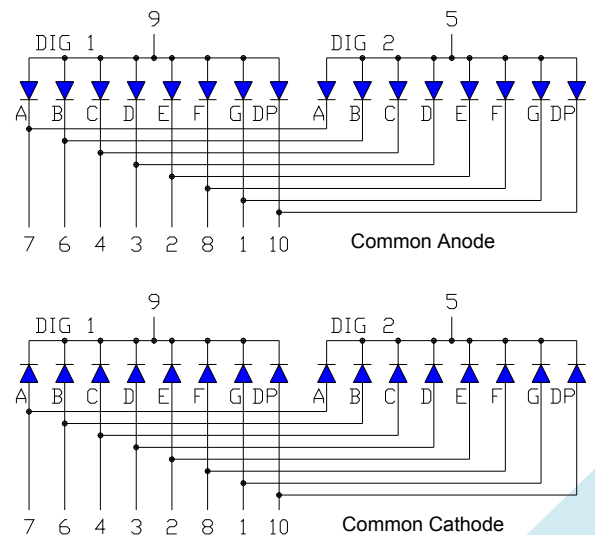 9 5
DIG 1 DIG 2
A B C D E F G DP A B C D E F G DP
7 6 4 3 2 8 1 10 Common Anode
9 5
DIG 1 DIG 2
A B C D E F G DP A B C D E F G DP
7 6 4 3 2 8 1 10 Common Cathode